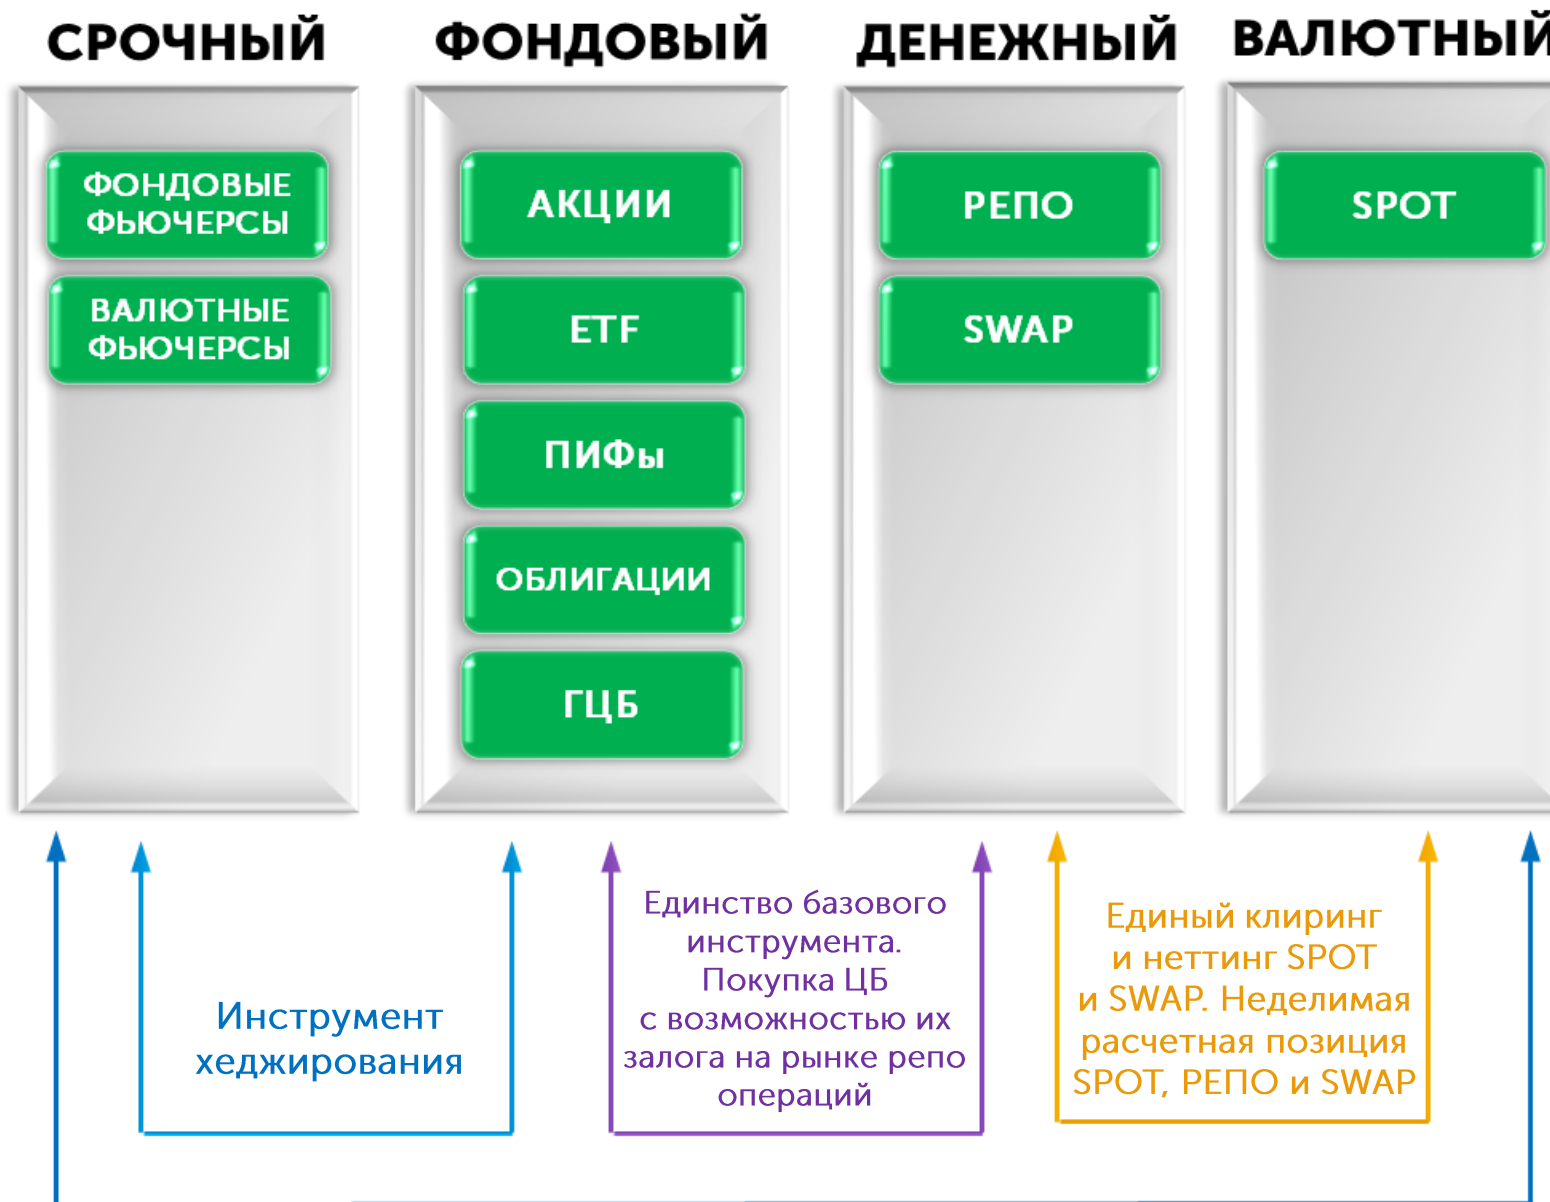 СРОЧНЫЙ
ФОНДОВЫЙ
ДЕНЕЖНЫЙ
ВАЛЮТНЫЙ
ФОНДОВЫЕ
ФЬЮЧЕРСЫ
ВАЛЮТНЫЕ
ФЬЮЧЕРСЫ
АКЦИИ
ETF
ПИФы
ОБЛИГАЦИИ
ГЦБ
РЕПО
SWAP
SPOT
Инструмент
хеджирования
Единство базового
инструмента.
Покупка ЦБ
с возможностью их
залога на рынке репо
операций
Единый клиринг
и неттинг SPOT
и SWAP. Неделимая
расчетная позиция
SPOT, РЕПО и SWAP